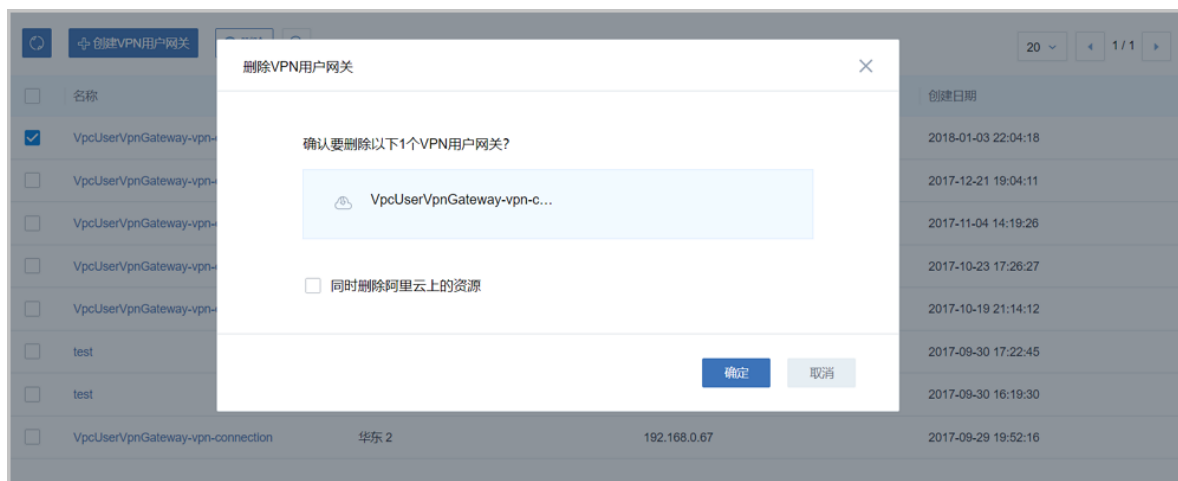 创建VPN用户网关
20
1 / 1
删除VPN用户网关
名称
创建日期
VpcUserVpnGateway-vpn-
2018-01-03 22:04:18
确认要删除以下1个VPN用户网关?
VpcUserVpnGateway-vpn-
2017-12-21 19:04:11
VpcUserVpnGateway-vpn-c...
VpcUserVpnGateway-vpn-
2017-11-04 14:19:26
VpcUserVpnGateway-vpn-
2017-10-23 17:26:27
同时删除阿里云上的资源
VpcUserVpnGateway-vpn-
2017-10-19 21:14:12
test
2017-09-30 17:22:45
确定
取消
test
2017-09-30 16:19:30
VpcUserVpnGateway-vpn-connection
华东 2
192.168.0.67
2017-09-29 19:52:16